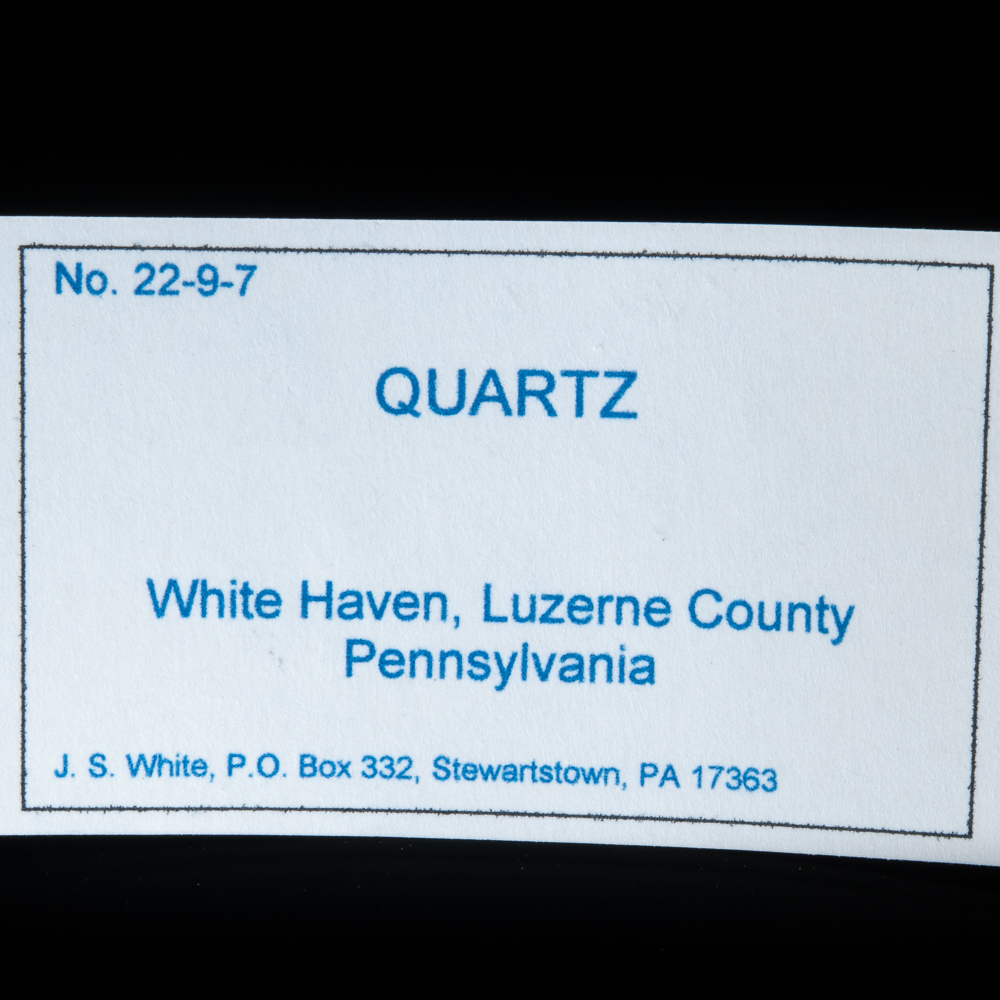 No. 22-9-7
QUARTZ
White Haven, Luzerne County
Pennsylvania
J. S. White, P.O. Box 332, Stewartstown, PA 17363